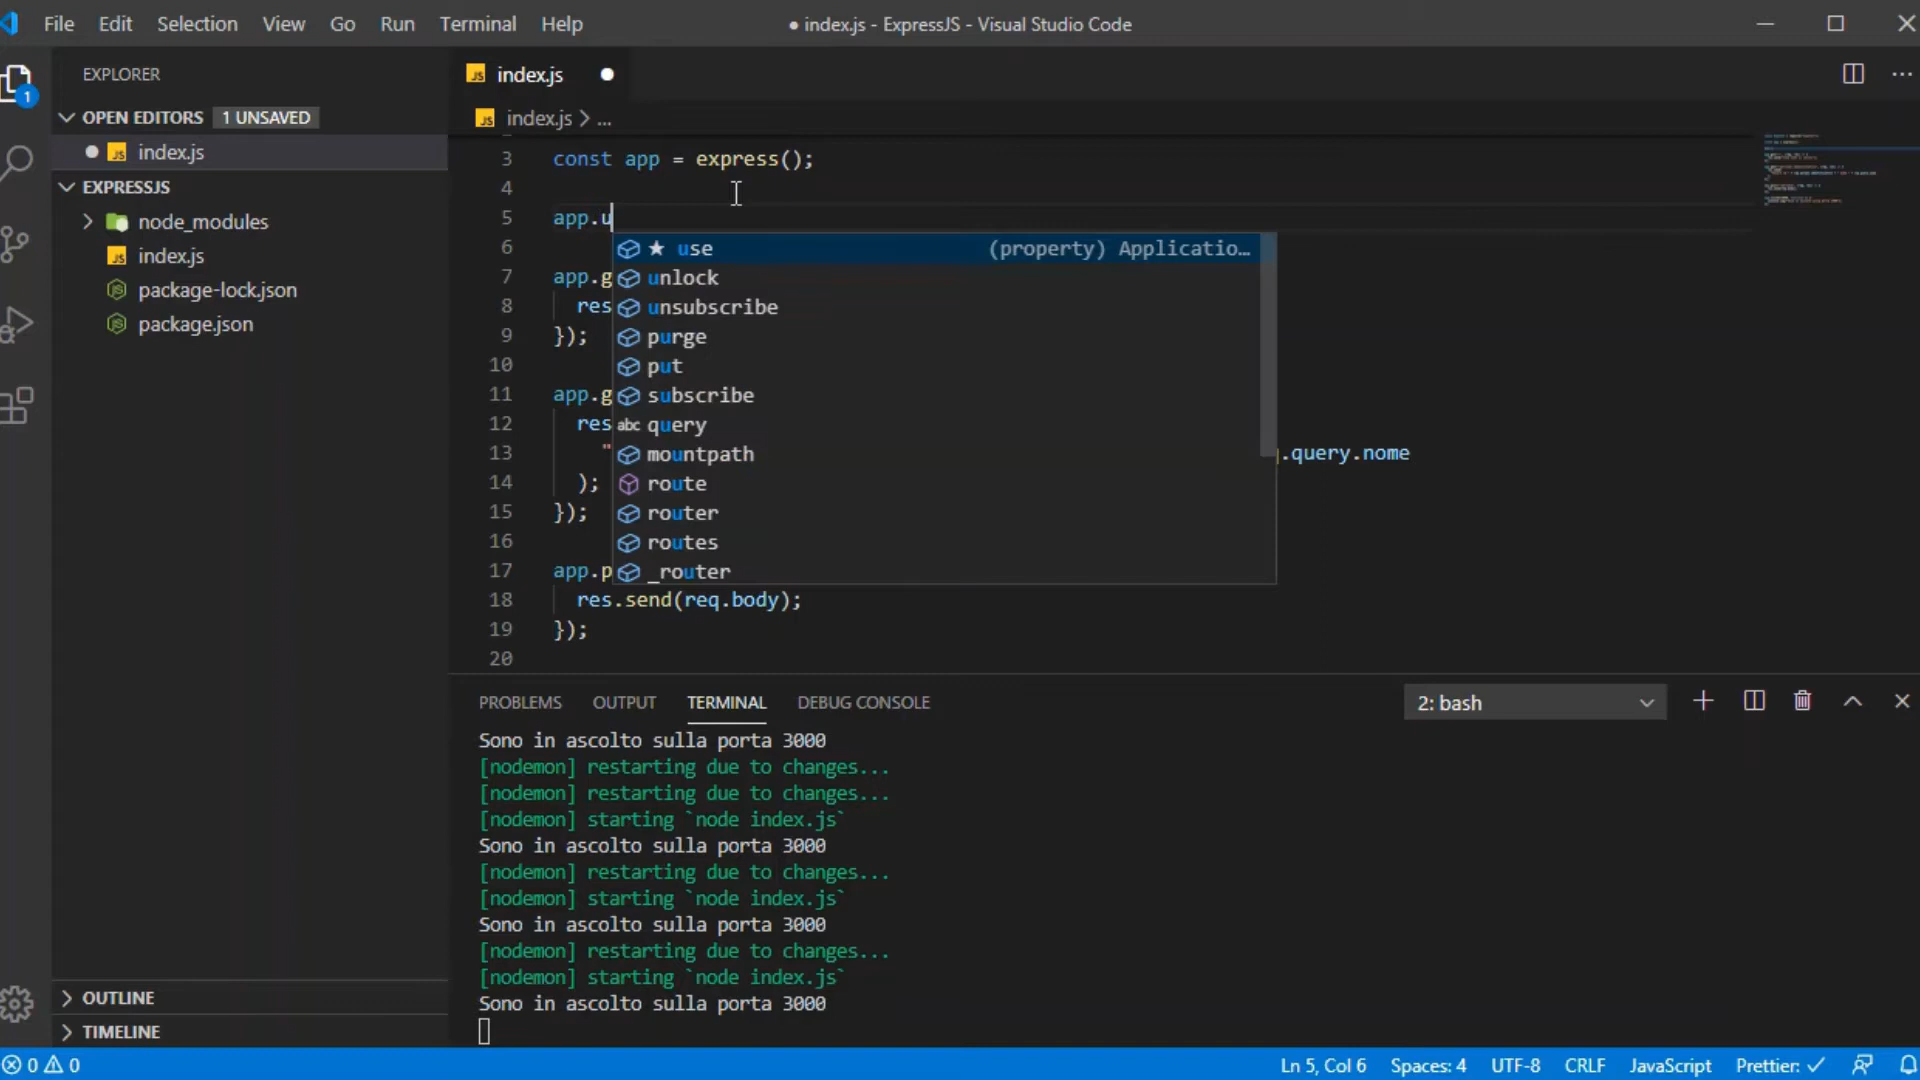 File Edit Selection View Go Run Terminal Help ● index.js - ExpressJS - Visual Studio Code
EXPLORER
1
OPEN EDITORS 1 UNSAVED
JS index.js
EXPRESSJS
node_modules
JS index.js
package-lock.json
package.json
OUTLINE
TIMELINE
JS index.js
JS index.js > ...
3 const app = express();
4
5 app.u
6
7 app.g
8 res
9 });
10
11 app.g
12 res
13 " .query.nome
14 );
15 });
16
17 app.p
18 res.send(req.body);
19 });
20
★ use (property) Applicatio…
unlock
unsubscribe
purge
put
subscribe
abc query
mountpath
route
router
routes
_router
PROBLEMS OUTPUT TERMINAL DEBUG CONSOLE 2: bash
Sono in ascolto sulla porta 3000
[nodemon] restarting due to changes...
[nodemon] restarting due to changes...
[nodemon] starting `node index.js`
Sono in ascolto sulla porta 3000
[nodemon] restarting due to changes...
[nodemon] starting `node index.js`
Sono in ascolto sulla porta 3000
[nodemon] restarting due to changes...
[nodemon] starting `node index.js`
Sono in ascolto sulla porta 3000
0 0 Ln 5, Col 6 Spaces: 4 UTF-8 CRLF JavaScript Prettier: ✓